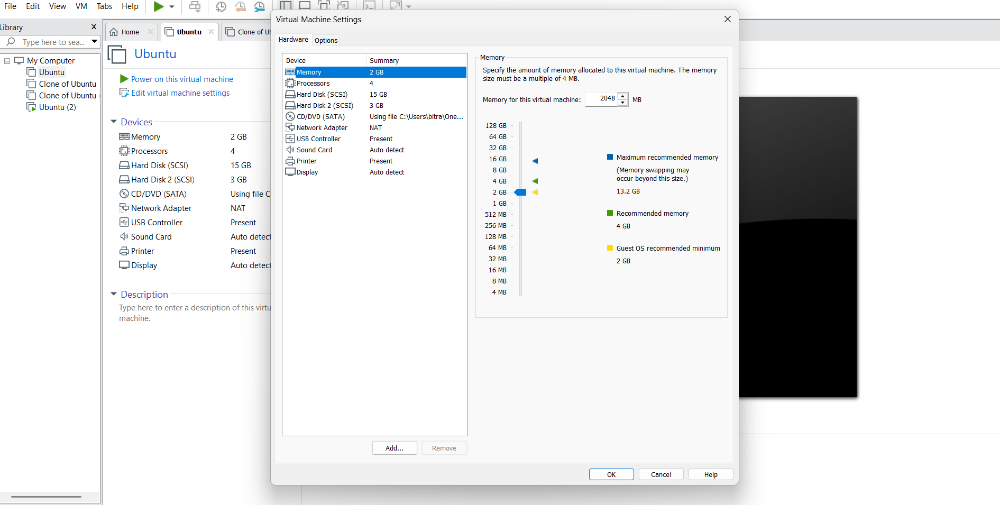 File Edit View VM Tabs Help
Library
Type here to sea...
My Computer
Ubuntu
Clone of Ubuntu
Clone of Ubuntu
Ubuntu (2)
Home
Ubuntu
Clone of
Ubuntu
Power on this virtual machine
Edit virtual machine settings
Devices
Memory 2 GB
Processors 4
Hard Disk (SCSI) 15 GB
Hard Disk 2 (SCSI) 3 GB
CD/DVD (SATA) Using file C
Network Adapter NAT
USB Controller Present
Sound Card Auto detect
Printer Present
Display Auto detect
Description
Type here to enter a description of this
machine.
Virtual Machine Settings
Hardware Options
Device Summary
Memory 2 GB
Processors 4
Hard Disk (SCSI) 15 GB
Hard Disk 2 (SCSI) 3 GB
CD/DVD (SATA) Using file C:\Users\bitra\One...
Network Adapter NAT
USB Controller Present
Sound Card Auto detect
Printer Present
Display Auto detect
Add... Remove
Memory
Specify the amount of memory allocated to this virtual machine. The memory
size must be a multiple of 4 MB.
Memory for this virtual machine: 2048 MB
128 GB
64 GB
32 GB
16 GB
8 GB
4 GB
2 GB
1 GB
512 MB
256 MB
128 MB
64 MB
32 MB
16 MB
8 MB
4 MB
Maximum recommended memory
(Memory swapping may
occur beyond this size.)
13.2 GB
Recommended memory
4 GB
Guest OS recommended minimum
2 GB
OK Cancel Help